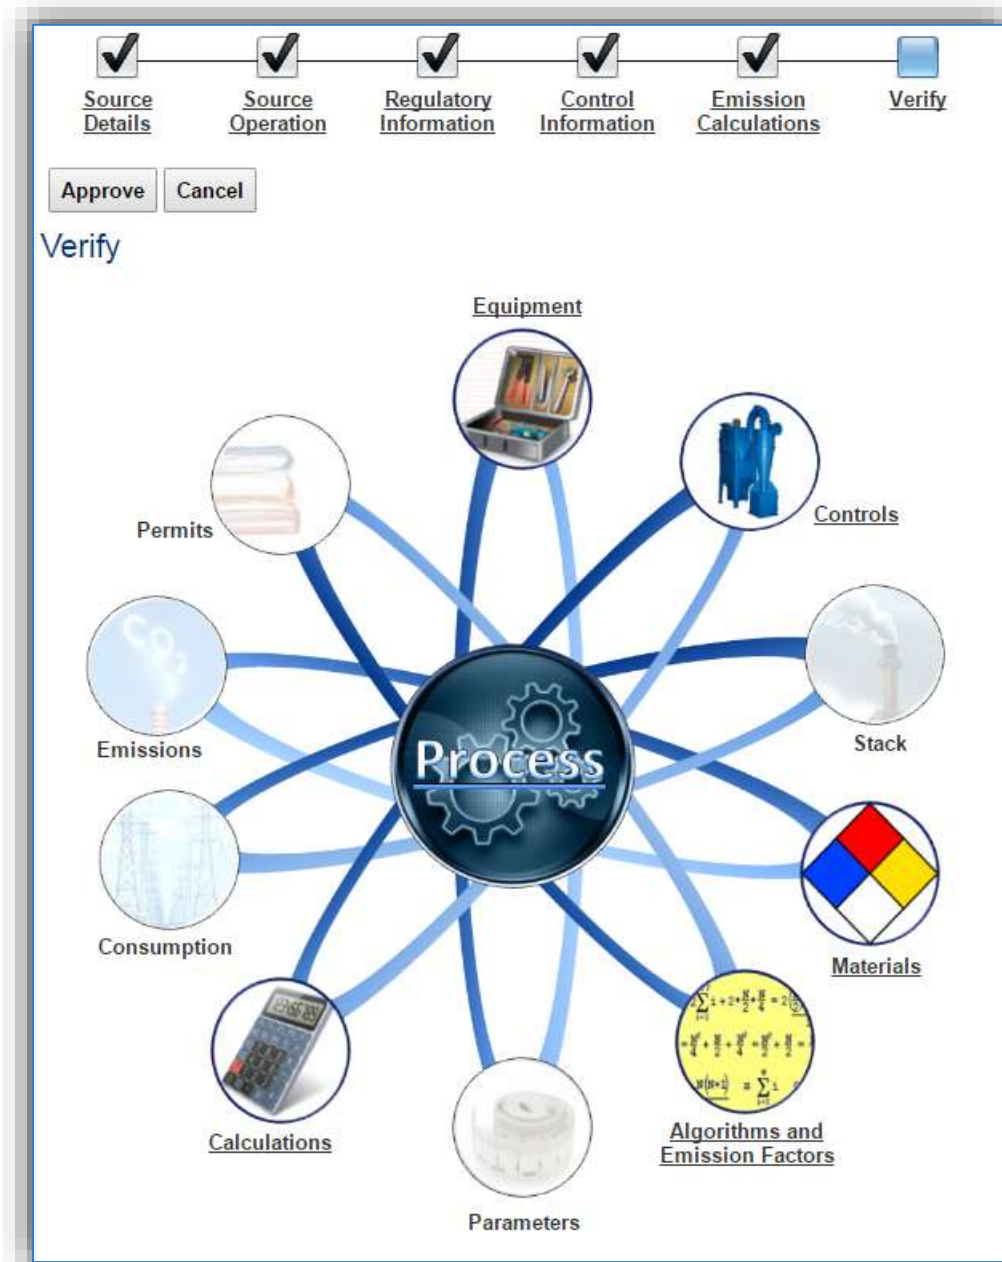 Source
Details
Source
Operation
Regulatory
Information
Control
Information
Emission
Calculations
Verify
Approve
Cancel
Verify
Equipment
Controls
Permits
CO2
Emissions
Stack
Process
Consumption
Materials
Calculations
Algorithms and
Emission Factors
Parameters